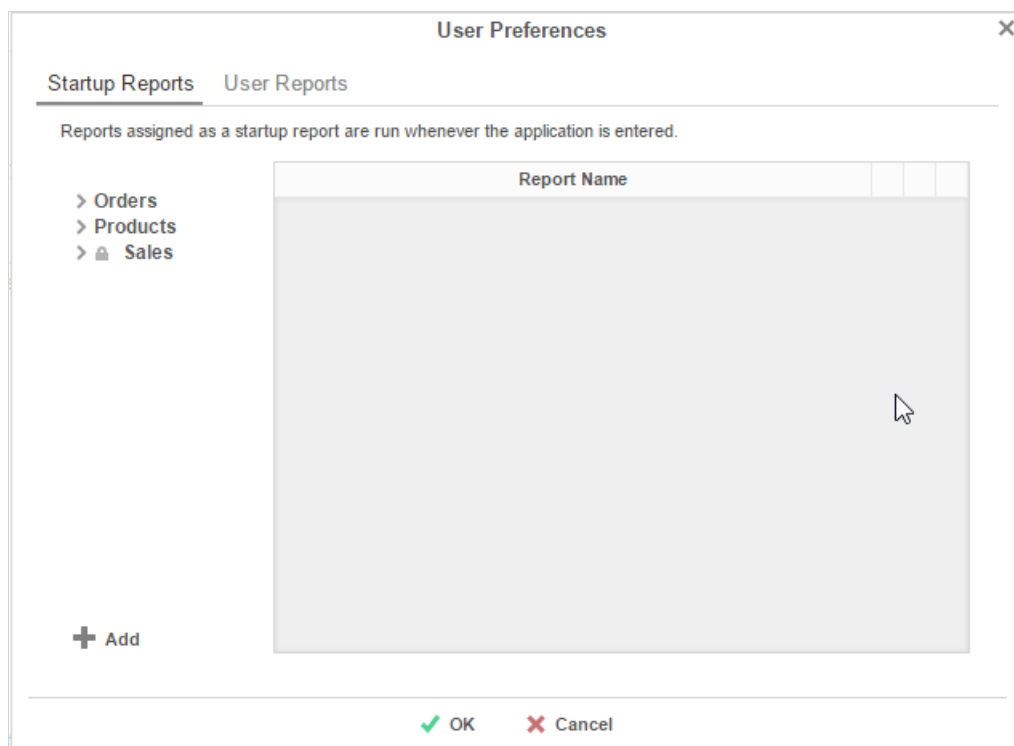 User Preferences
Startup Reports User Reports
Reports assigned as a startup report are run whenever the application is entered.
Report Name
Orders
Products
Sales
Add
OK Cancel